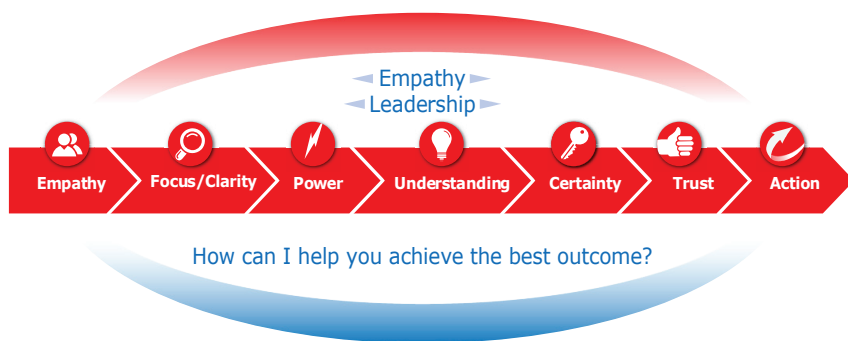 Empathy
Leadership
Empathy Focus/Clarity Power Understanding Certainty Trust Action
How can I help you achieve the best outcome?